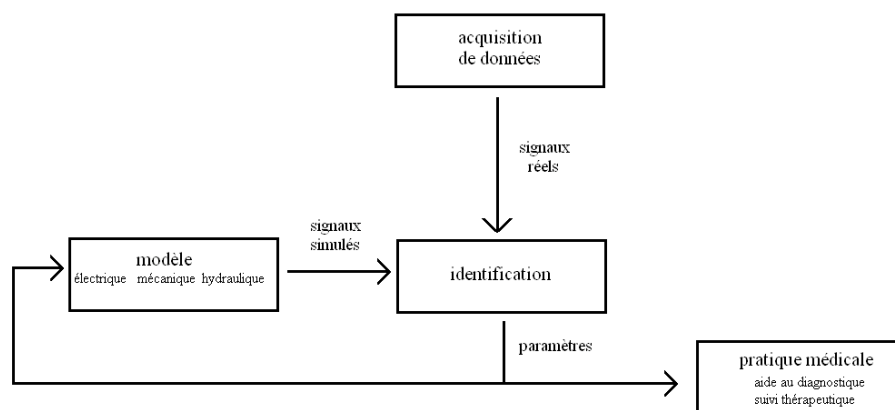 acquisition
de données
signaux
réels
signaux
simulés
modèle
électrique mécanique hydraulique
identification
paramètres
pratique médicale
aide au diagnostique
suivi thérapeutique